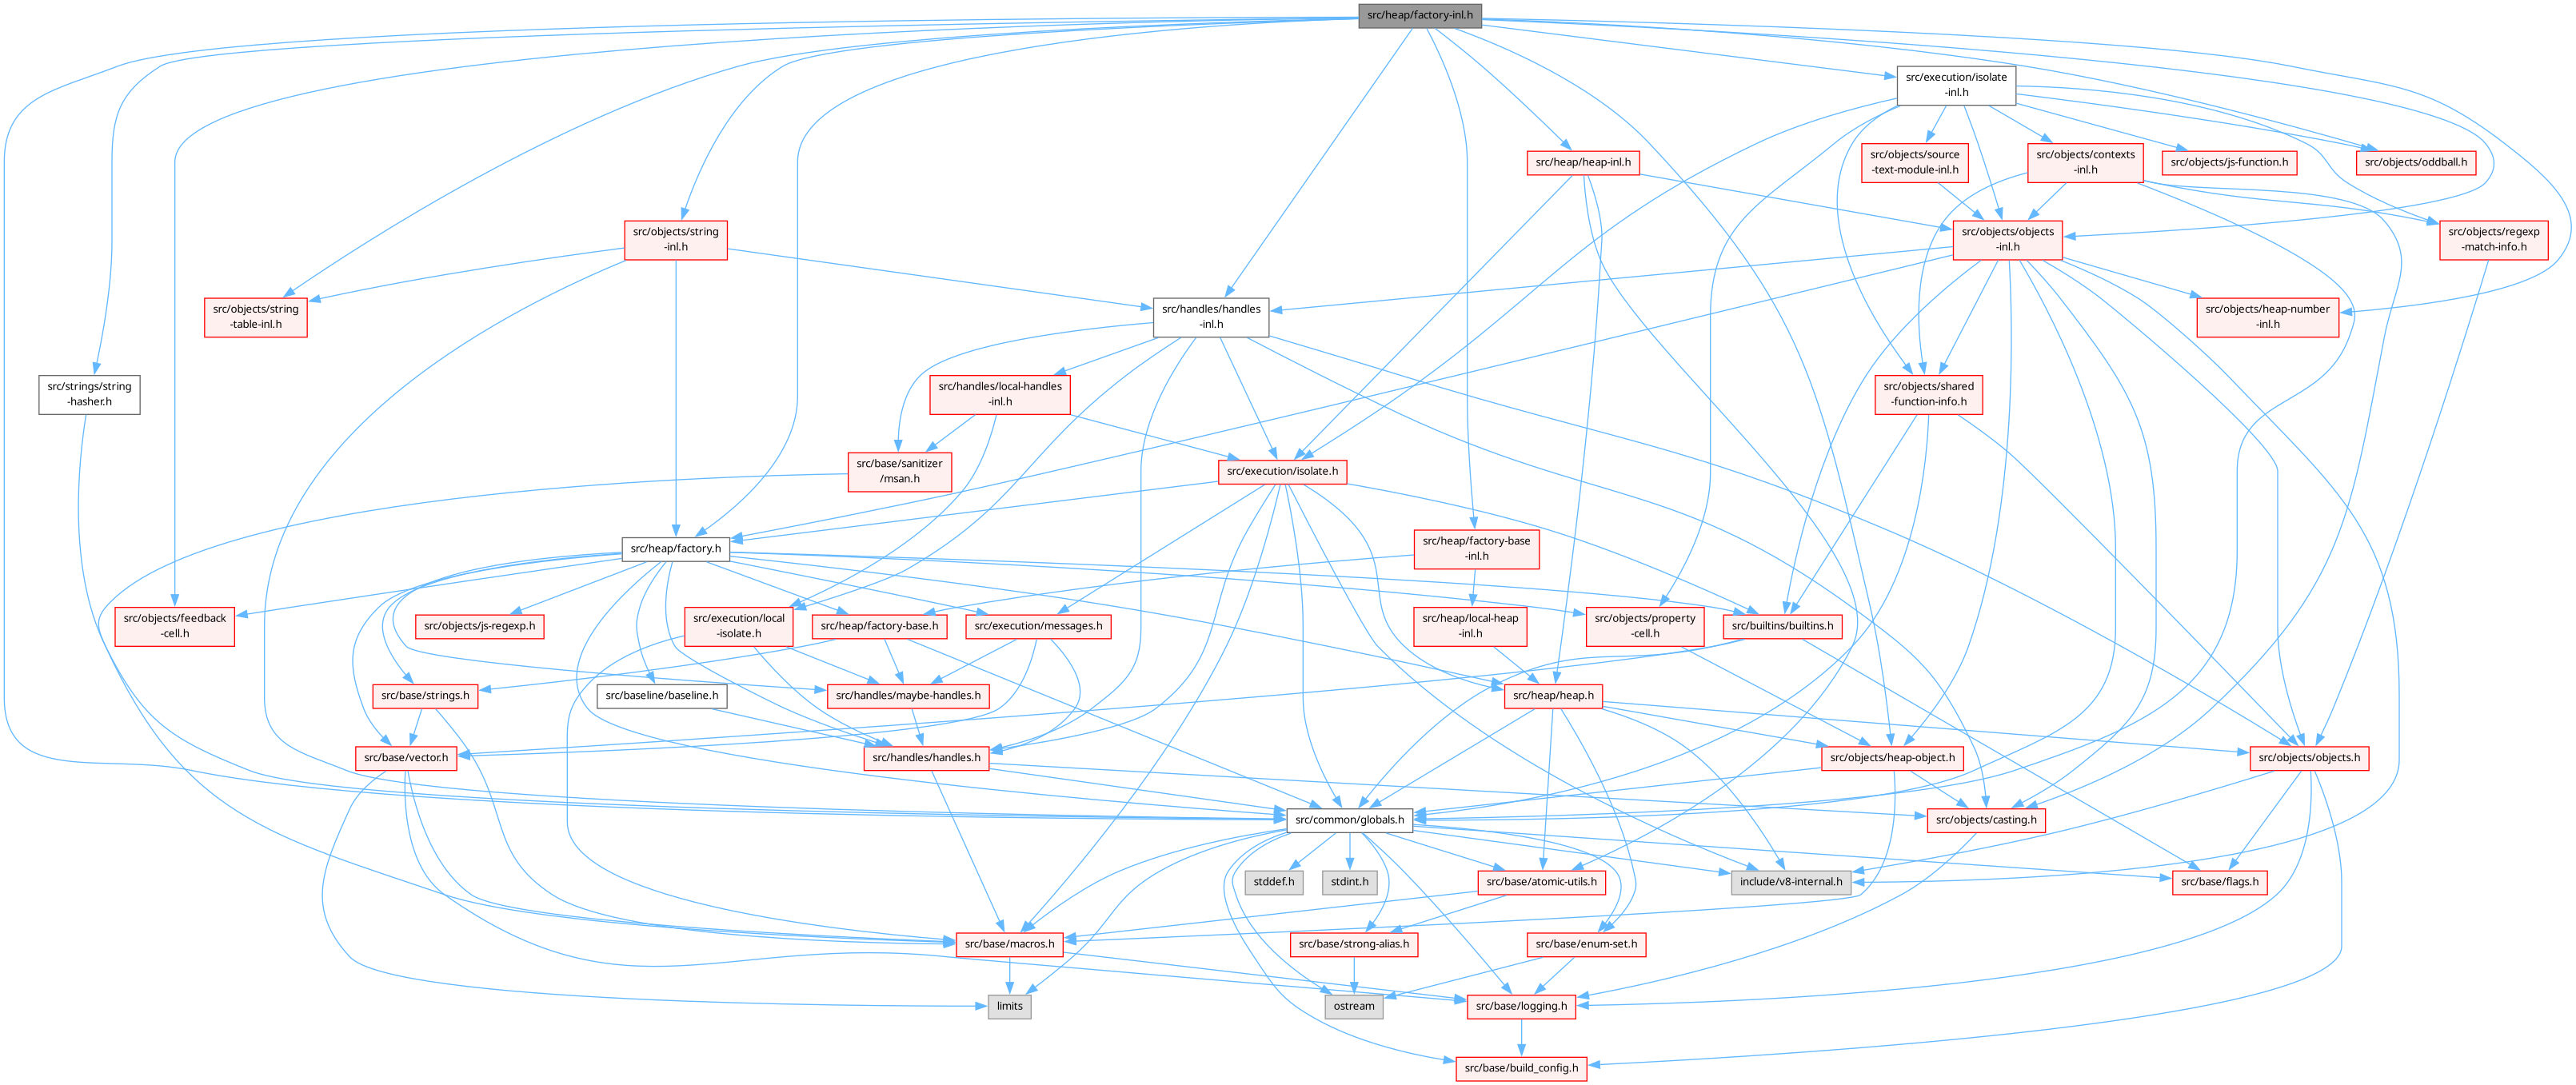 src/heap/factory-inl.h
src/execution/isolate
-inl.h
src/heap/heap-inl.h
src/objects/source
-text-module-inl.h
src/objects/contexts
-inl.h
src/objects/js-function.h
src/objects/oddball.h
src/objects/string
-inl.h
src/objects/objects
-inl.h
src/objects/regexp
-match-info.h
src/objects/string
-table-inl.h
src/handles/handles
-inl.h
src/objects/heap-number
-inl.h
src/strings/string
-hasher.h
src/handles/local-handles
-inl.h
src/objects/shared
-function-info.h
src/base/sanitizer
/msan.h
src/execution/isolate.h
src/heap/factory.h
src/heap/factory-base
-inl.h
src/objects/feedback
-cell.h
src/objects/js-regexp.h
src/execution/local
-isolate.h
src/heap/factory-base.h
src/execution/messages.h
src/heap/local-heap
-inl.h
src/objects/property
-cell.h
src/builtins/builtins.h
src/base/strings.h
src/baseline/baseline.h
src/handles/maybe-handles.h
src/heap/heap.h
src/base/vector.h
src/handles/handles.h
src/objects/heap-object.h
src/objects/objects.h
src/common/globals.h
src/objects/casting.h
stddef.h
stdint.h
src/base/atomic-utils.h
include/v8-internal.h
src/base/flags.h
src/base/macros.h
src/base/strong-alias.h
src/base/enum-set.h
limits
ostream
src/base/logging.h
src/base/build_config.h